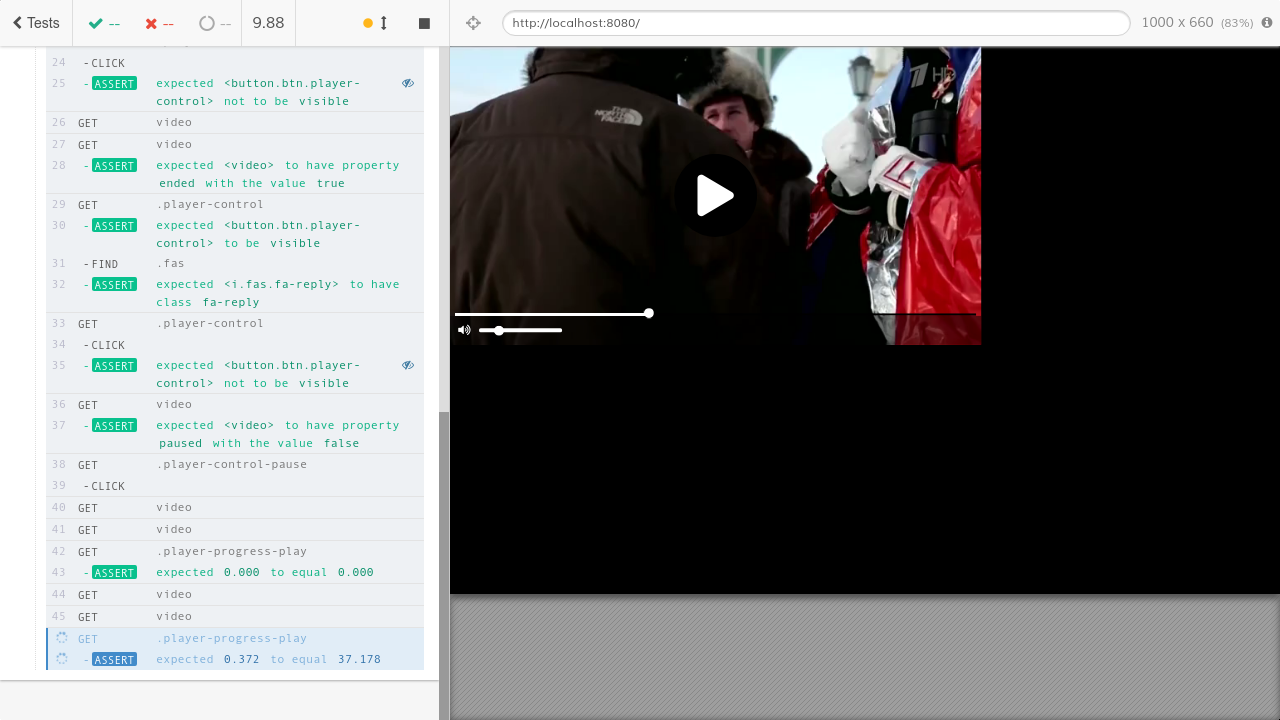 Tests
--
--
--
9.88
http://localhost:8080/
1000 x 660 (83%)
24 -CLICK
25 -ASSERT expected <button.btn.player-
control> not to be visible
26 GET video
27 GET video
28 -ASSERT expected <video> to have property
ended with the value true
29 GET .player-control
30 -ASSERT expected <button.btn.player-
control> to be visible
31 -FIND .fas
32 -ASSERT expected <i.fas.fa-reply> to have
class fa-reply
33 GET .player-control
34 -CLICK
35 -ASSERT expected <button.btn.player-
control> not to be visible
36 GET video
37 -ASSERT expected <video> to have property
paused with the value false
38 GET .player-control-pause
39 -CLICK
40 GET video
41 GET video
42 GET .player-progress-play
43 -ASSERT expected 0.000 to equal 0.000
44 GET video
45 GET video
GET .player-progress-play
-ASSERT expected 0.372 to equal 37.178
THE
NORTH
FACE
1 HD